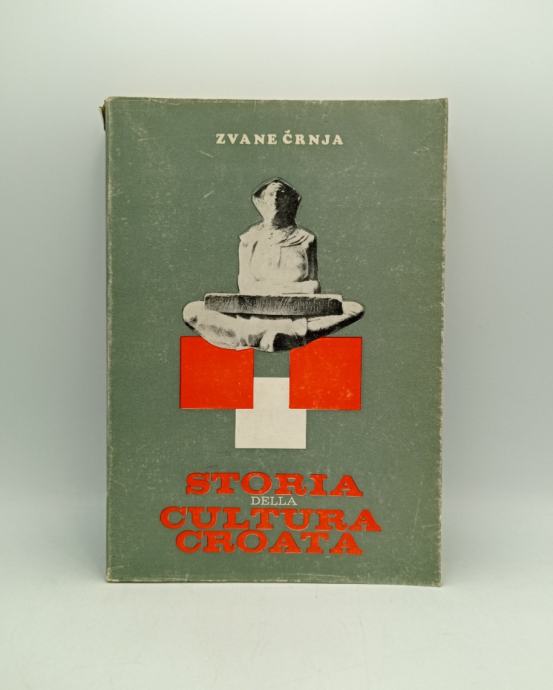 ZVANE ČRNJA
STORIA
DELLA
CULTURA
CROATA